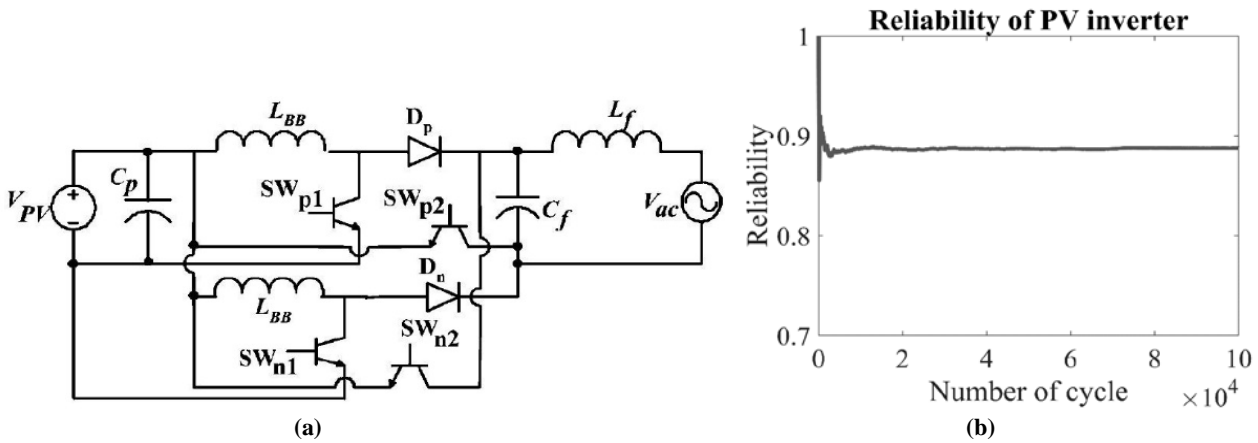 L_BB
D_p
L_f
C_p
V_PV
+
−
SW_p1
SW_p2
C_f
V_ac
D_n
L_BB
SW_n1
SW_n2
(a)
Reliability of PV inverter
1
0.9
0.8
0.7
Reliability
0 2 4 6 8 10
Number of cycle ×10^4
(b)